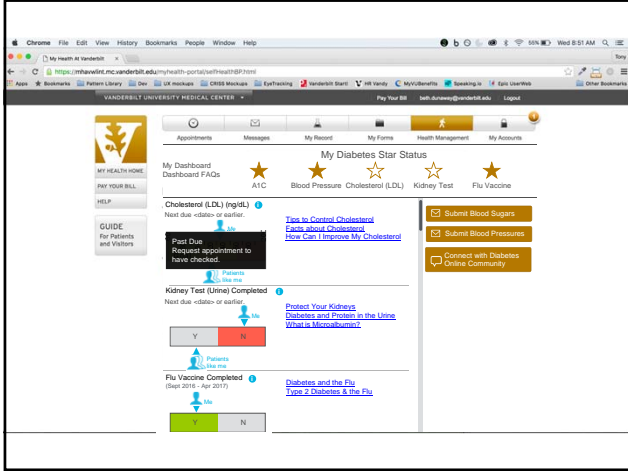 Chrome File Edit View History Bookmarks People Window Help 55% Wed 8:51 AM
My Health At Vanderbilt Tony
https://mhavwlint.mc.vanderbilt.edu/myhealth-portal/selfHealthBP.html
Apps Bookmarks Pattern Library Dev UX mockups CRISS Mockups EyeTracking Vanderbilt StarII HR Vandy MyVUBenefits Speaking.io Epic UserWeb Other Bookmarks
VANDERBILT UNIVERSITY MEDICAL CENTER Pay Your Bill beth.dunaway@vanderbilt.edu Logout
Appointments Messages My Record My Forms Health Management My Accounts
MY HEALTH HOME
PAY YOUR BILL
HELP
GUIDE
For Patients
and Visitors
My Diabetes Star Status
My Dashboard
Dashboard FAQs
A1C Blood Pressure Cholesterol (LDL) Kidney Test Flu Vaccine
Cholesterol (LDL) (ng/dL)
Next due <date> or earlier.
Me
Past Due
Request appointment to
have checked.
Patients
like me
Tips to Control Cholesterol
Facts about Cholesterol
How Can I Improve My Cholesterol
Submit Blood Sugars
Submit Blood Pressures
Connect with Diabetes
Online Community
Kidney Test (Urine) Completed
Next due <date> or earlier.
Me
Y N
Patients
like me
Protect Your Kidneys
Diabetes and Protein in the Urine
What is Microalbumin?
Flu Vaccine Completed
(Sept 2016 - Apr 2017)
Me
Y N
Diabetes and the Flu
Type 2 Diabetes & the Flu